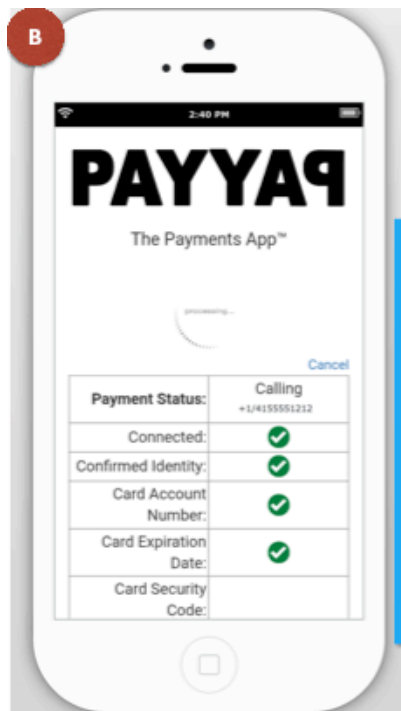 B
2:40 PM
PAYYAP
The Payments App™
processing...
Cancel
Payment Status:
Calling
+1/4155551212
Connected:
Confirmed Identity:
Card Account
Number:
Card Expiration
Date:
Card Security
Code: